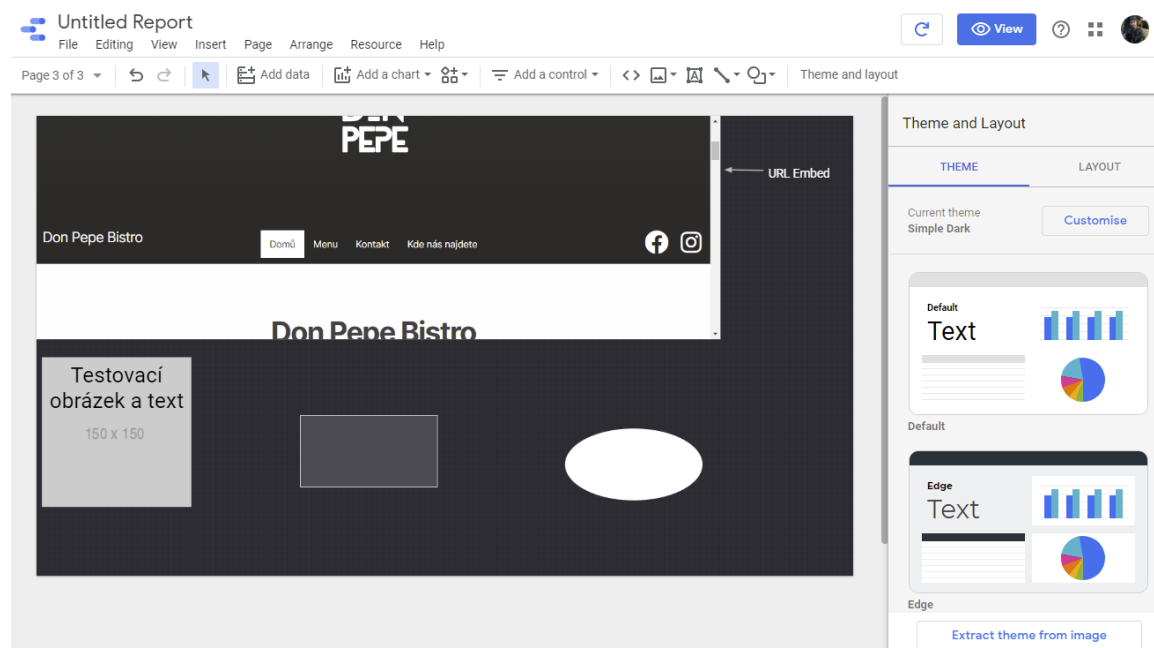 Untitled Report
File Editing View Insert Page Arrange Resource Help
View
Page 3 of 3
Add data
Add a chart
Add a control
Theme and layout
PEPE
URL Embed
Don Pepe Bistro
Domů Menu Kontakt Kde nás najdete
Don Pepe Bistro
Testovací
obrázek a text
150 x 150
Theme and Layout
THEME LAYOUT
Current theme
Simple Dark
Customise
Default
Text
Default
Edge
Text
Edge
Extract theme from image